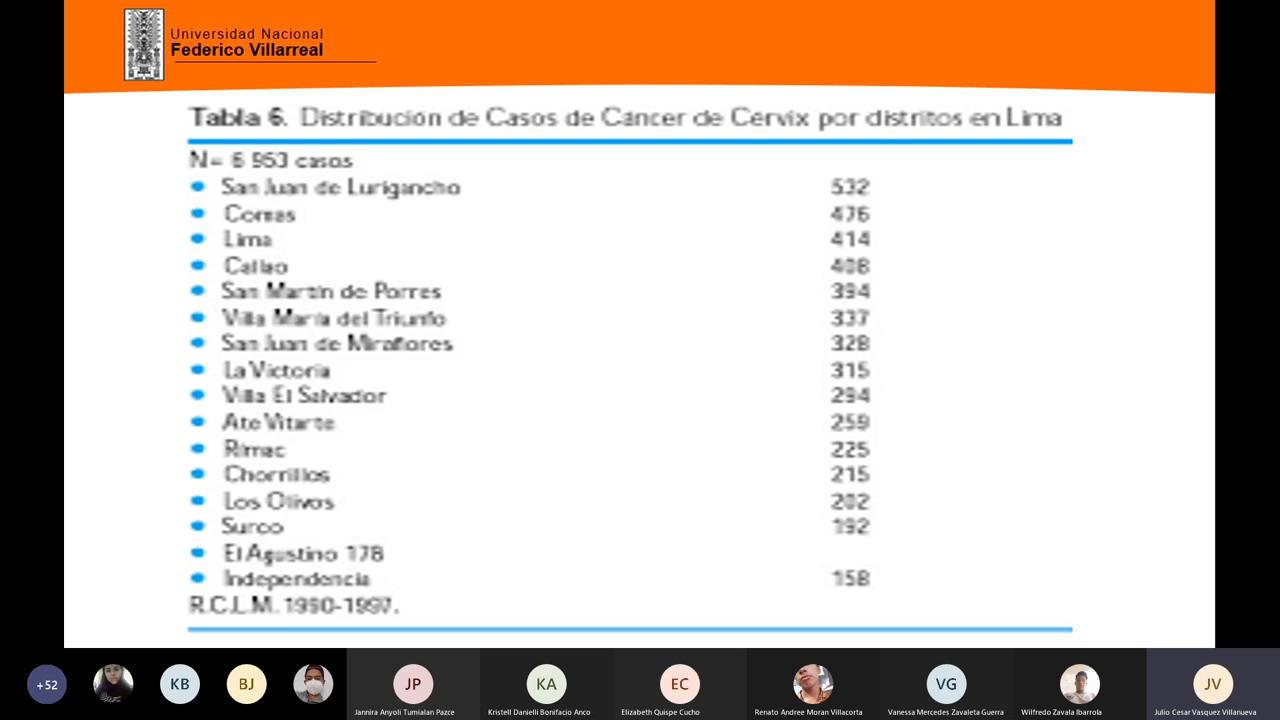 Universidad Nacional
Federico Villarreal
Tabla 6. Distribución de Casos de Cáncer de Cérvix por distritos en Lima
N= 6 953 casos
San Juan de Lurigancho 532
Comas 476
Lima 414
Callao 408
San Martín de Porres 394
Villa María del Triunfo 337
San Juan de Miraflores 328
La Victoria 315
Villa El Salvador 294
Ate Vitarte 259
Rímac 225
Chorrillos 215
Los Olivos 202
Surco 192
El Agustino 178
Independencia 158
R.C.L.M. 1990-1997.
+52
KB
BJ
JP
KA
EC
VG
JV
Jannira Anyoli Tumialan Pazce
Kristell Danielli Bonifacio Anco
Elizabeth Quispe Cucho
Renato Andree Moran Villacorta
Vanessa Mercedes Zavaleta Guerra
Wilfredo Zavala Ibarrola
Julio Cesar Vasquez Villanueva